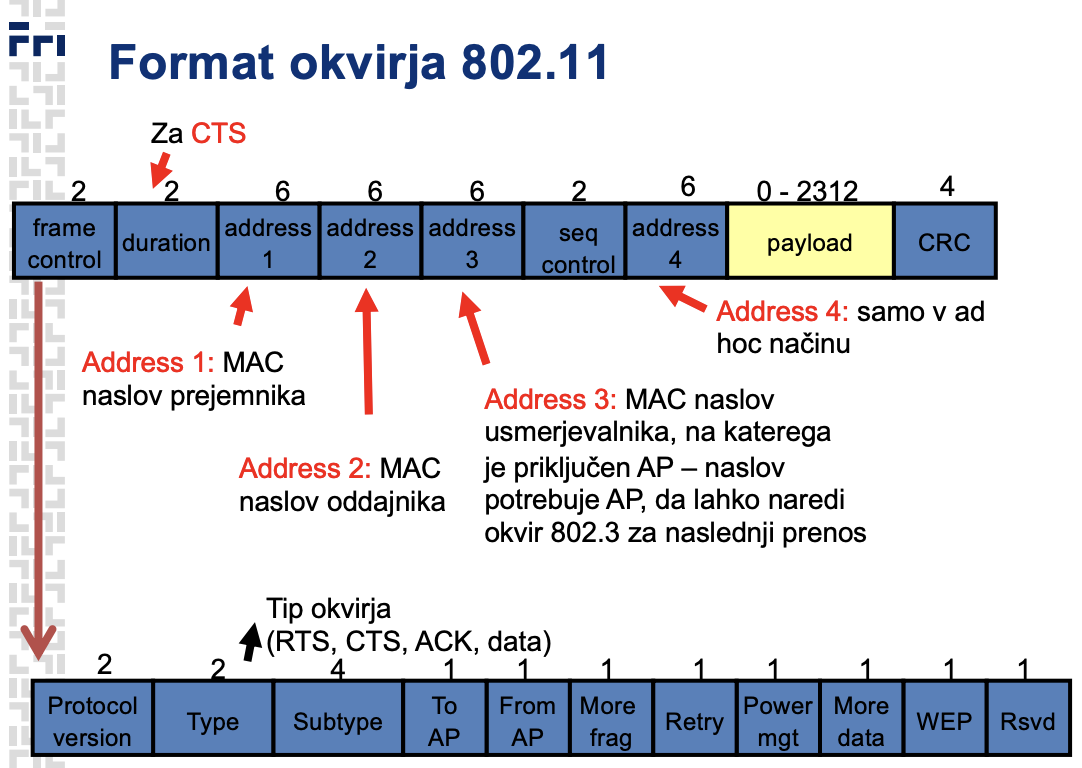 FRI
Format okvirja 802.11
Za CTS
2 2 6 6 6 2 6 0 - 2312 4
frame control duration address 1 address 2 address 3 seq control address 4 payload CRC
Address 4: samo v ad
hoc načinu
Address 1: MAC
naslov prejemnika
Address 3: MAC naslov
usmerjevalnika, na katerega
je priključen AP – naslov
potrebuje AP, da lahko naredi
okvir 802.3 za naslednji prenos
Address 2: MAC
naslov oddajnika
Tip okvirja
(RTS, CTS, ACK, data)
2 2 4 1 1 1 1 1 1 1 1
Protocol version Type Subtype To AP From AP More frag Retry Power mgt More data WEP Rsvd